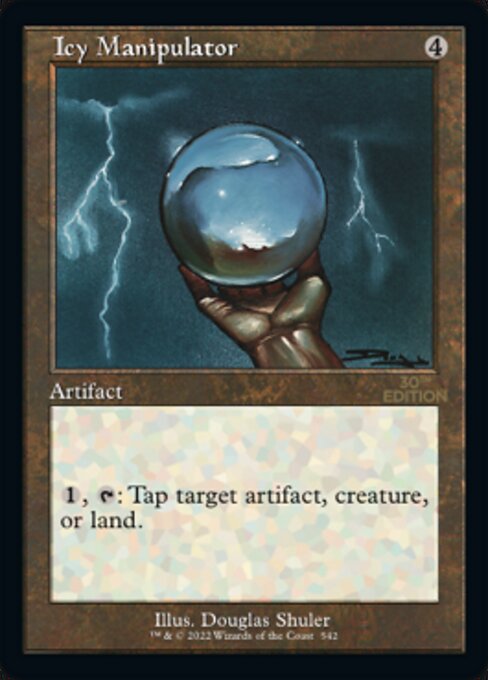 Icy Manipulator 4
Artifact
30TH
EDITION
1, : Tap target artifact, creature,
or land.
Illus. Douglas Shuler
™ & © 2022 Wizards of the Coast 542